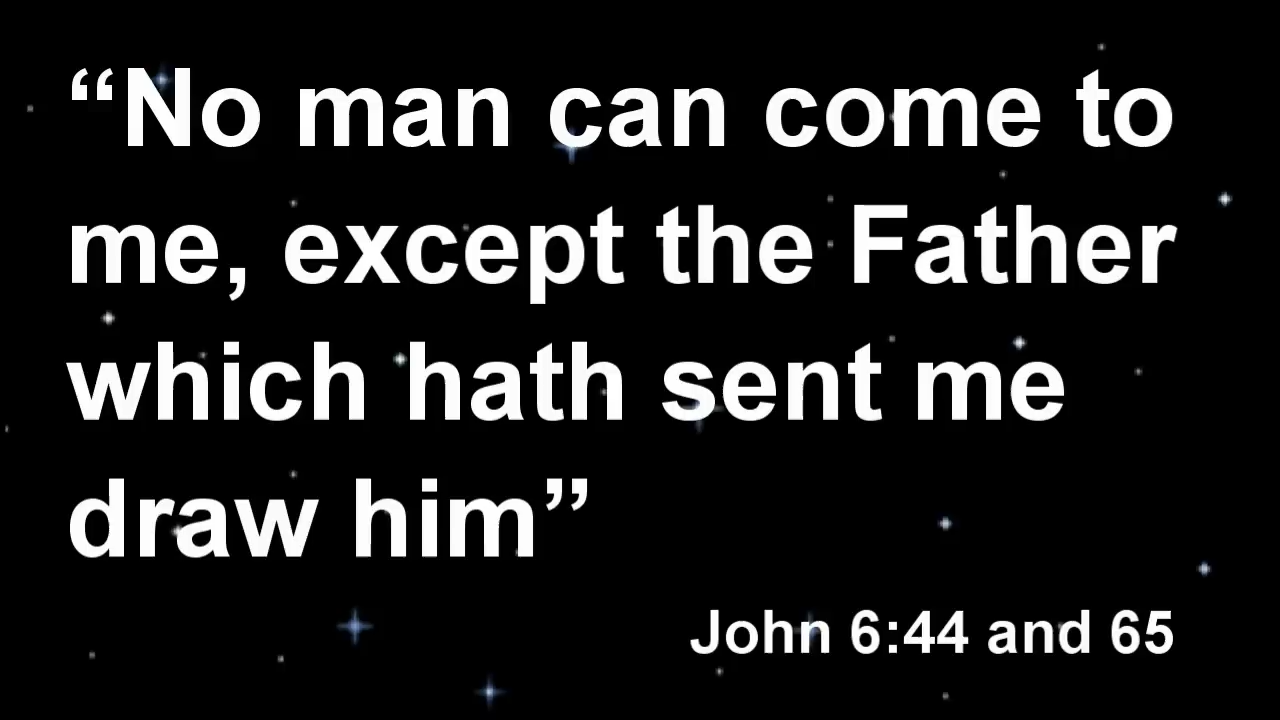 “No man can come to
me, except the Father
which hath sent me
draw him”
John 6:44 and 65